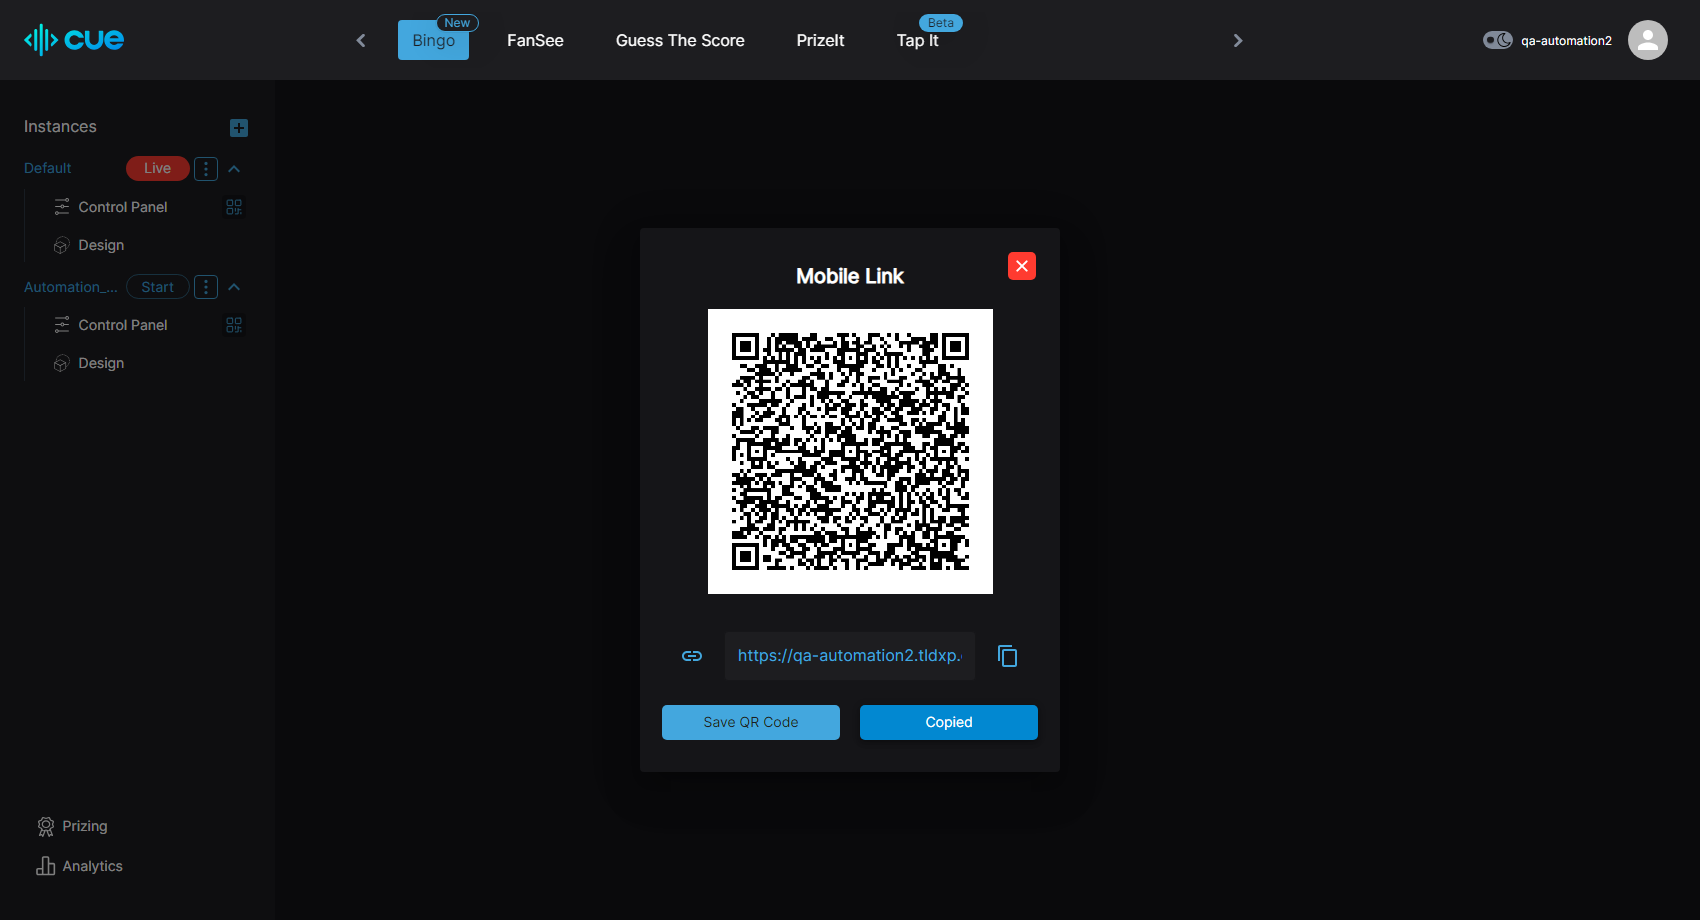 cue
Bingo
New
FanSee
Guess The Score
PrizeIt
Tap It
Beta
qa-automation2
Instances
Default
Live
Control Panel
Design
Automation_...
Start
Control Panel
Design
Prizing
Analytics
Mobile Link
https://qa-automation2.tldxp.
Save QR Code
Copied